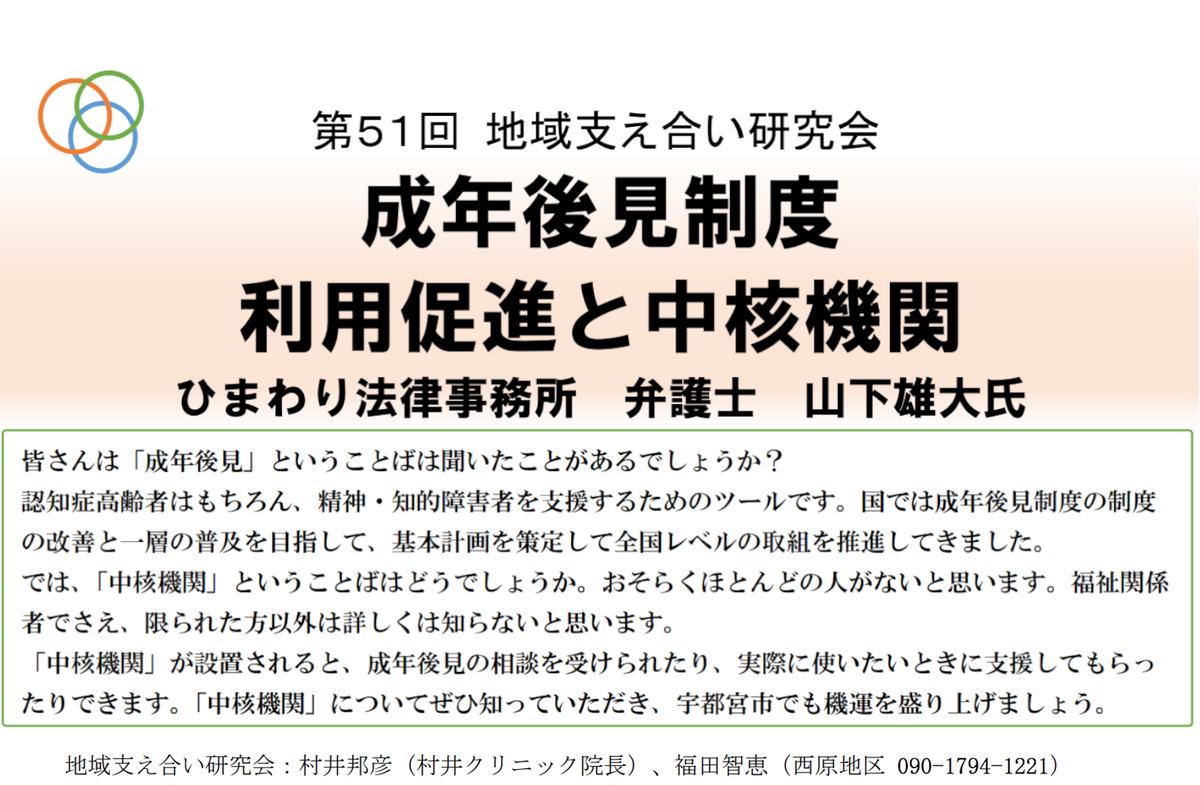 第51回 地域支え合い研究会
成年後見制度
利用促進と中核機関
ひまわり法律事務所　弁護士　山下雄大氏
皆さんは「成年後見」ということばは聞いたことがあるでしょうか？
認知症高齢者はもちろん、精神・知的障害者を支援するためのツールです。国では成年後見制度の制度
の改善と一層の普及を目指して、基本計画を策定して全国レベルの取組を推進してきました。
では、「中核機関」ということばはどうでしょうか。おそらくほとんどの人がないと思います。福祉関係
者でさえ、限られた方以外は詳しくは知らないと思います。
「中核機関」が設置されると、成年後見の相談を受けられたり、実際に使いたいときに支援してもらっ
たりできます。「中核機関」についてぜひ知っていただき、宇都宮市でも機運を盛り上げましょう。
地域支え合い研究会：村井邦彦（村井クリニック院長）、福田智恵（西原地区 090-1794-1221）